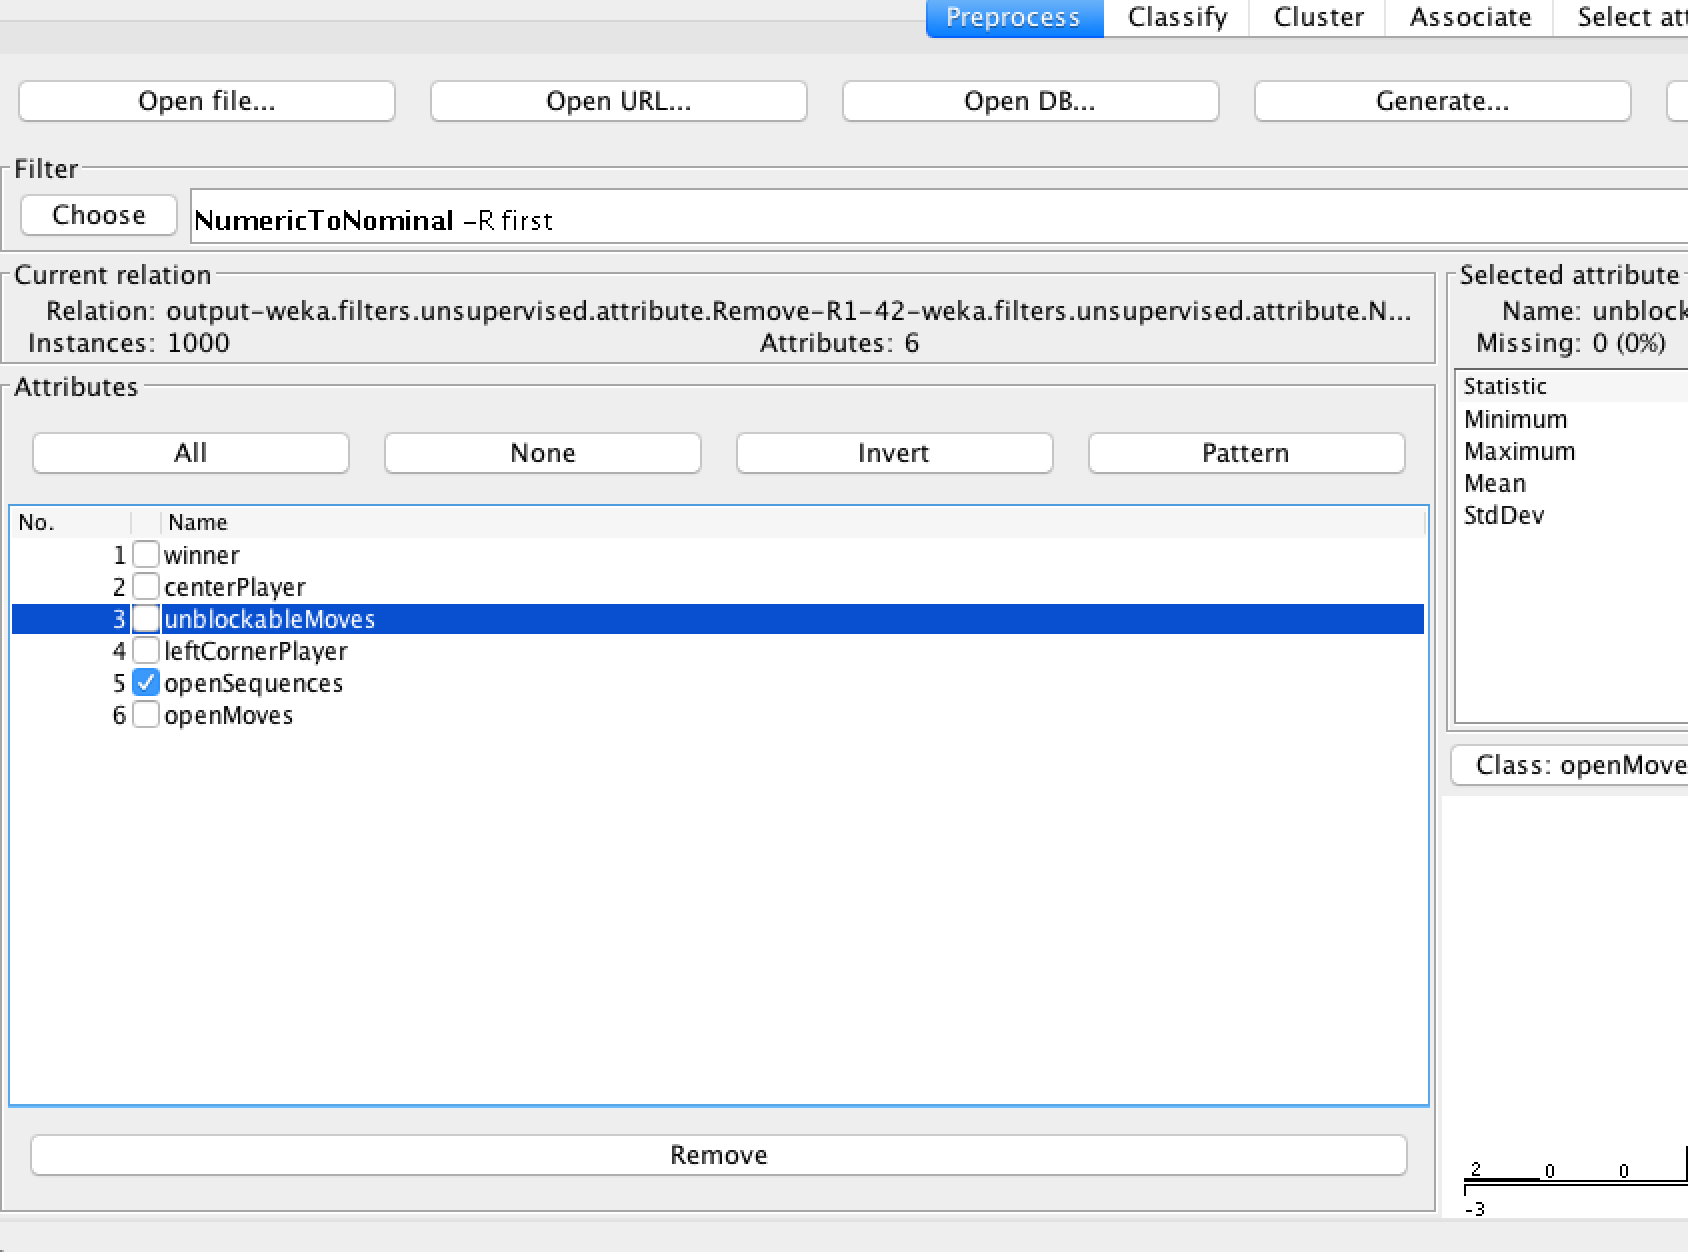 Preprocess Classify Cluster Associate Select att
Open file... Open URL... Open DB... Generate...
Filter
Choose NumericToNominal -R first
Current relation
Relation: output-weka.filters.unsupervised.attribute.Remove-R1-42-weka.filters.unsupervised.attribute.N...
Instances: 1000 Attributes: 6
Attributes
All None Invert Pattern
No. Name
1 winner
2 centerPlayer
3 unblockableMoves
4 leftCornerPlayer
5 openSequences
6 openMoves
Remove
Selected attribute
Name: unblock
Missing: 0 (0%)
Statistic
Minimum
Maximum
Mean
StdDev
Class: openMove
2 0 0
-3